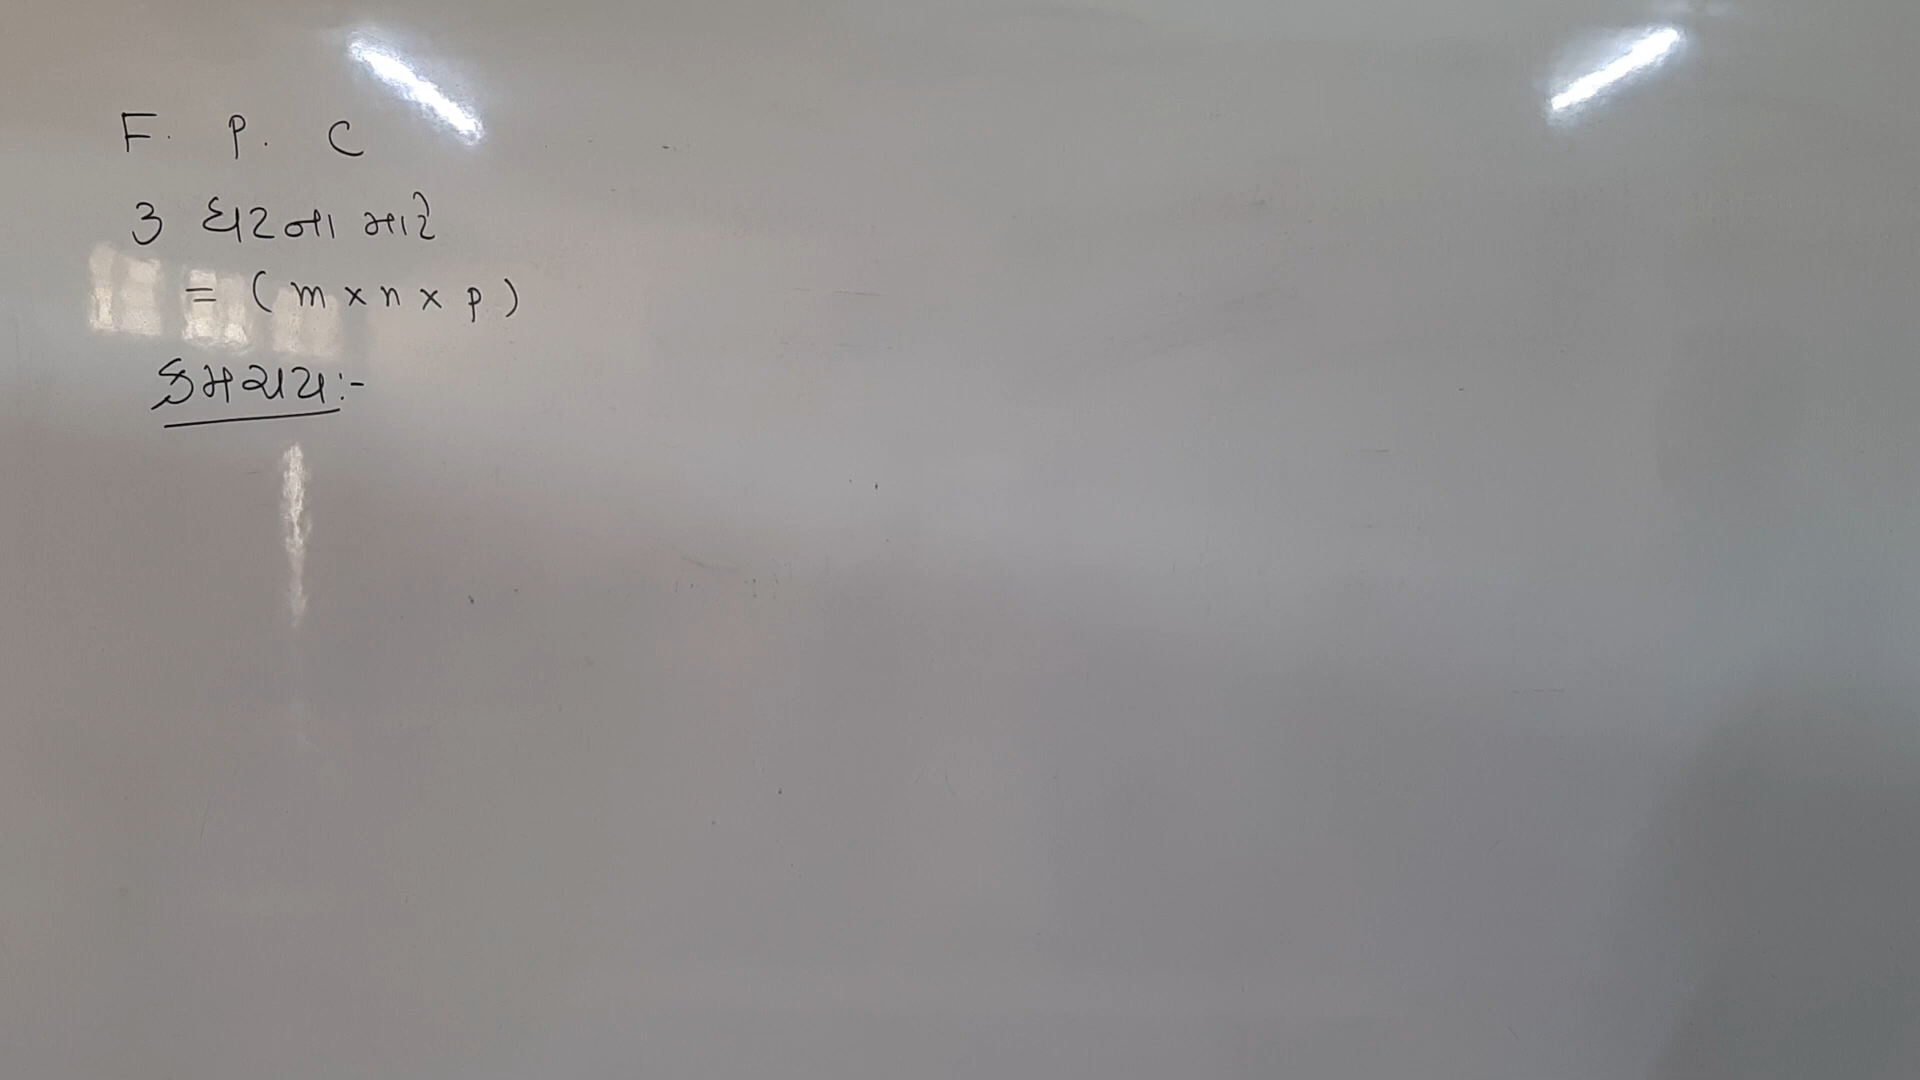 F. P. C
3 ઘટના માટે
= ( m x n x p )
ક્રમચય :-